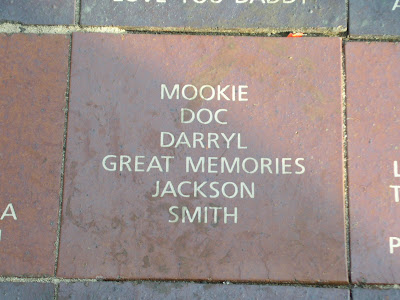 LOVE YOU DADDY
MOOKIE
DOC
DARRYL
GREAT MEMORIES
JACKSON
SMITH